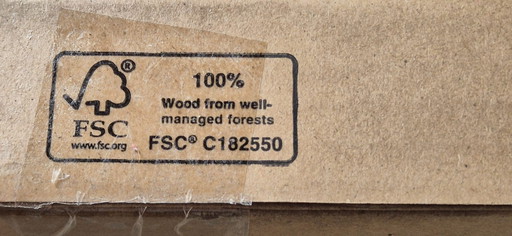 ®
FSC
www.fsc.org
100%
Wood from well-
managed forests
FSC® C182550